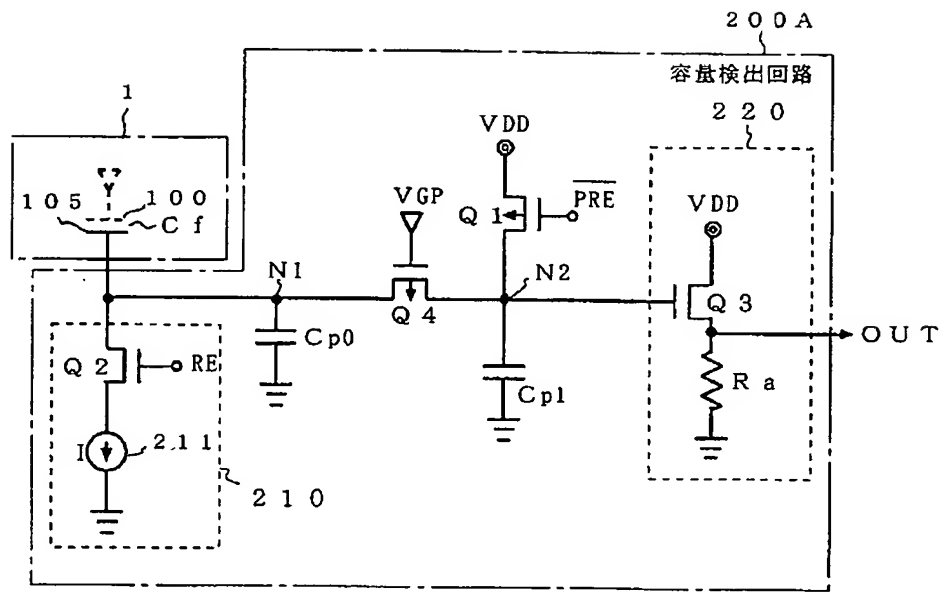 200A
容量検出回路
1
220
VDD
VDD
VGP
PRE
Q1
105
100
Cf
N1
N2
Q3
Q4
OUT
Q2
RE
Cp0
Cp1
Ra
I
211
210